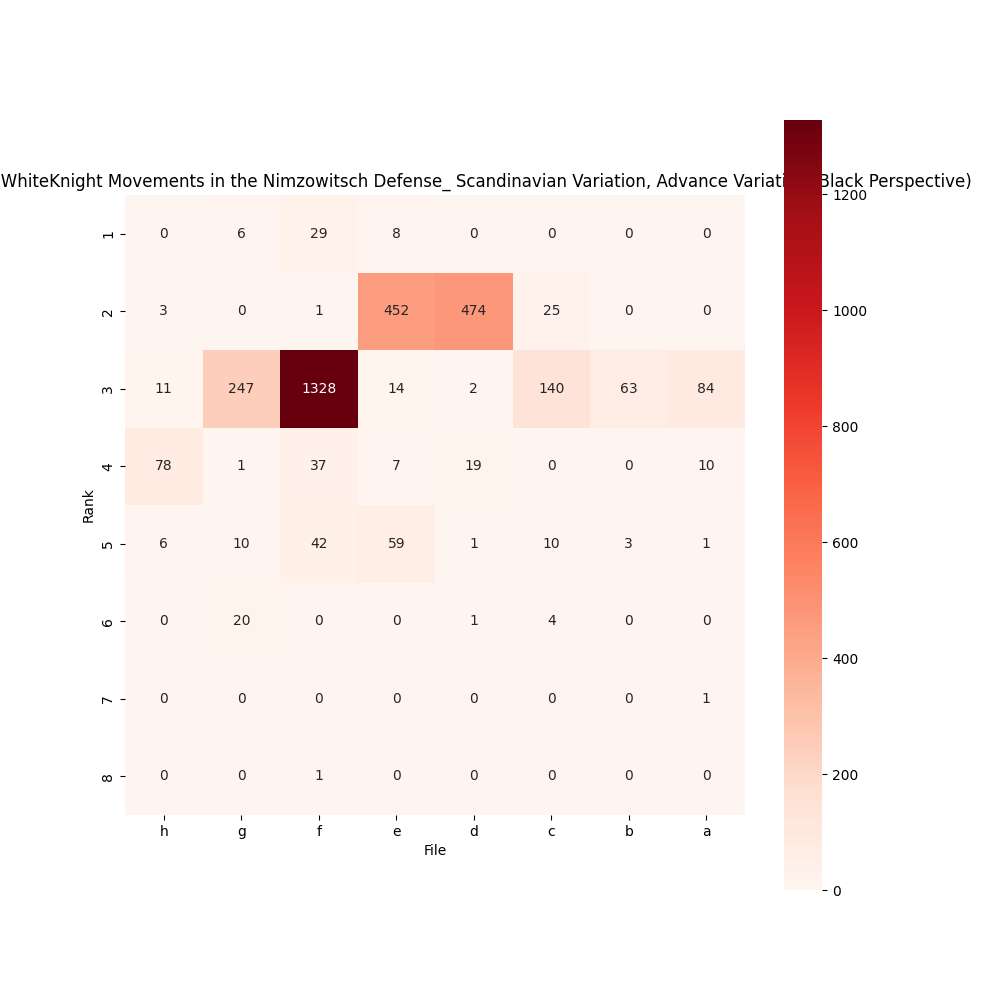 WhiteKnight Movements in the Nimzowitsch Defense_ Scandinavian Variation, Advance Variati Black Perspective)
1200
1 0 6 29 8 0 0 0 0
2 3 0 1 452 474 25 0 0
1000
3 11 247 1328 14 2 140 63 84
800
4 78 1 37 7 19 0 0 10
Rank
5 6 10 42 59 1 10 3 1
600
6 0 20 0 0 1 4 0 0
400
7 0 0 0 0 0 0 0 1
8 0 0 1 0 0 0 0 0
200
h g f e d c b a
File
0